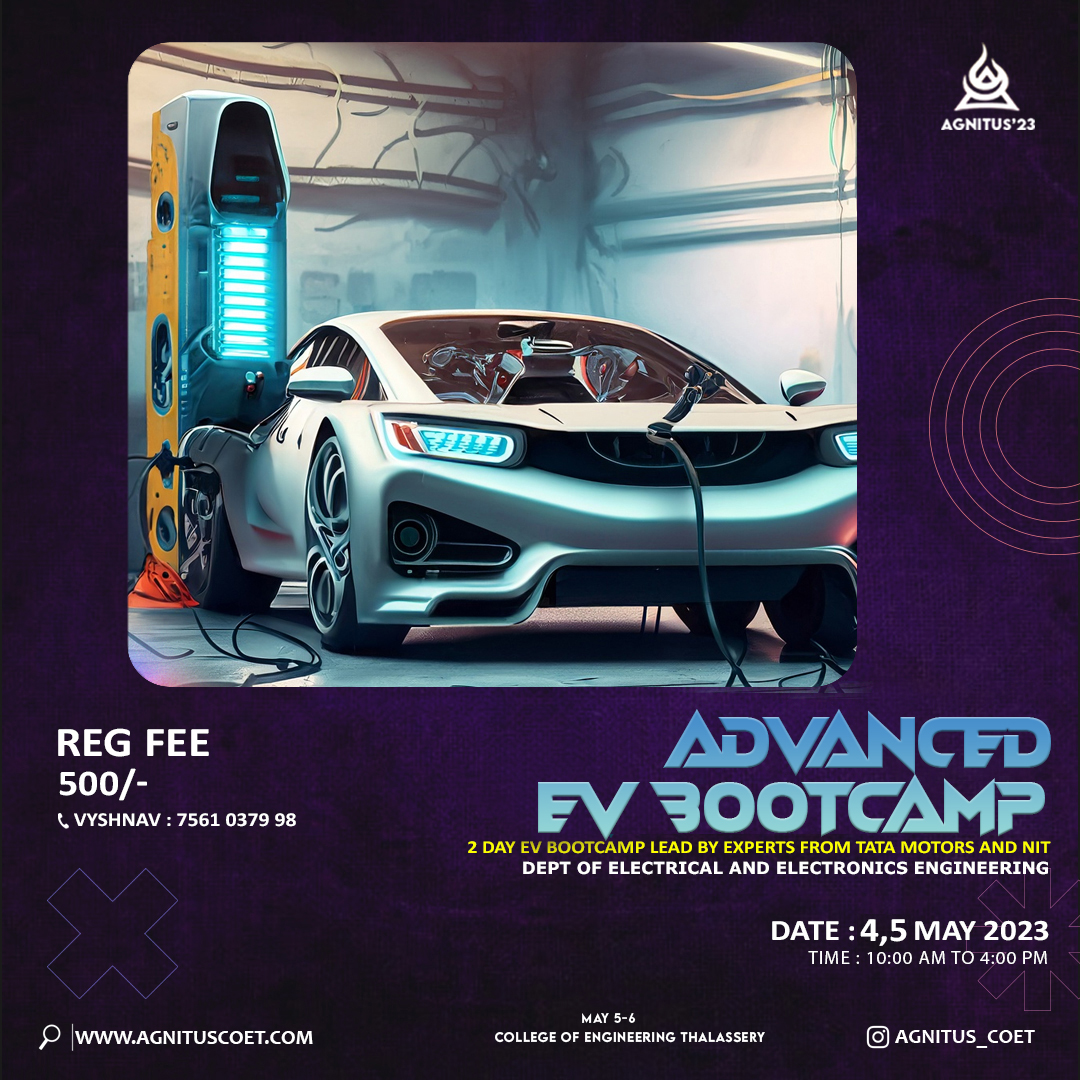 AGNITUS'23
REG FEE
500/-
VYSHNAV : 7561 0379 98
ADVANCED
EV BOOTCAMP
2 DAY EV BOOTCAMP LEAD BY EXPERTS FROM TATA MOTORS AND NIT
DEPT OF ELECTRICAL AND ELECTRONICS ENGINEERING
DATE : 4,5 MAY 2023
TIME : 10:00 AM TO 4:00 PM
WWW.AGNITUSCOET.COM
MAY 5-6
COLLEGE OF ENGINEERING THALASSERY
AGNITUS_COET